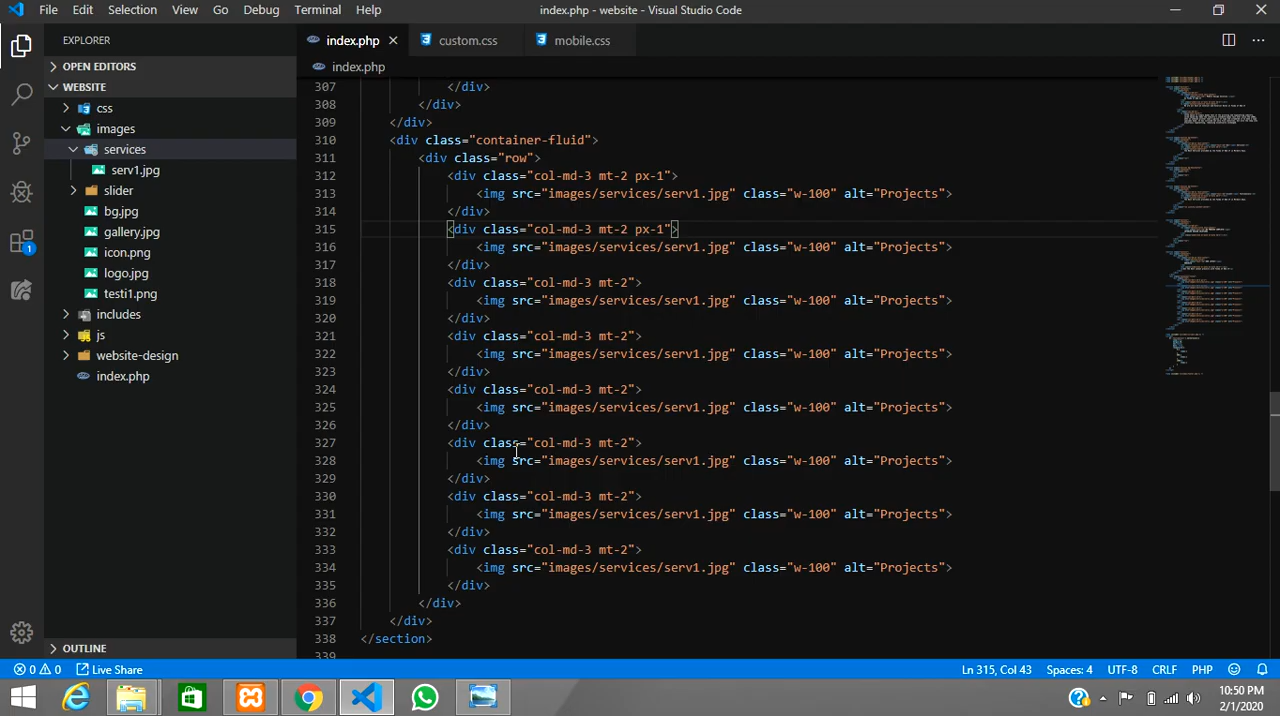 File Edit Selection View Go Debug Terminal Help index.php - website - Visual Studio Code
EXPLORER
OPEN EDITORS
WEBSITE
css
images
services
serv1.jpg
slider
bg.jpg
gallery.jpg
icon.png
logo.jpg
testi1.png
includes
js
website-design
index.php
OUTLINE
index.php custom.css mobile.css
index.php
307 </div>
308 </div>
309 </div>
310 <div class="container-fluid">
311 <div class="row">
312 <div class="col-md-3 mt-2 px-1">
313 <img src="images/services/serv1.jpg" class="w-100" alt="Projects">
314 </div>
315 <div class="col-md-3 mt-2 px-1">
316 <img src="images/services/serv1.jpg" class="w-100" alt="Projects">
317 </div>
318 <div class="col-md-3 mt-2">
319 <img src="images/services/serv1.jpg" class="w-100" alt="Projects">
320 </div>
321 <div class="col-md-3 mt-2">
322 <img src="images/services/serv1.jpg" class="w-100" alt="Projects">
323 </div>
324 <div class="col-md-3 mt-2">
325 <img src="images/services/serv1.jpg" class="w-100" alt="Projects">
326 </div>
327 <div class="col-md-3 mt-2">
328 <img src="images/services/serv1.jpg" class="w-100" alt="Projects">
329 </div>
330 <div class="col-md-3 mt-2">
331 <img src="images/services/serv1.jpg" class="w-100" alt="Projects">
332 </div>
333 <div class="col-md-3 mt-2">
334 <img src="images/services/serv1.jpg" class="w-100" alt="Projects">
335 </div>
336 </div>
337 </div>
338 </section>
339
1
0 0 Live Share Ln 315, Col 43 Spaces: 4 UTF-8 CRLF PHP
10:50 PM
2/1/2020